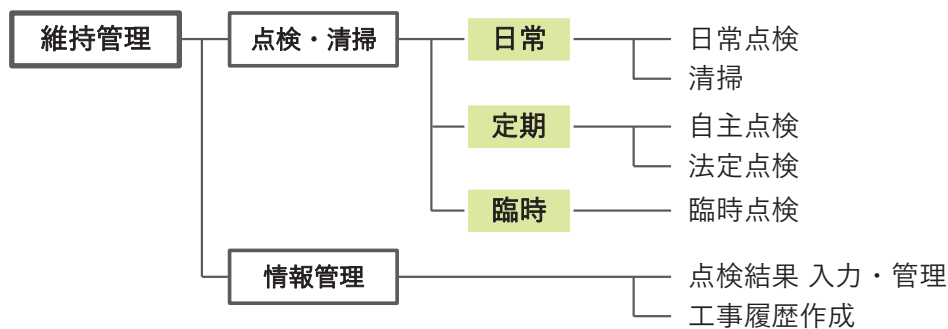 維持管理
点検・清掃
日常
日常点検
清掃
定期
自主点検
法定点検
臨時
臨時点検
情報管理
点検結果 入力・管理
工事履歴作成